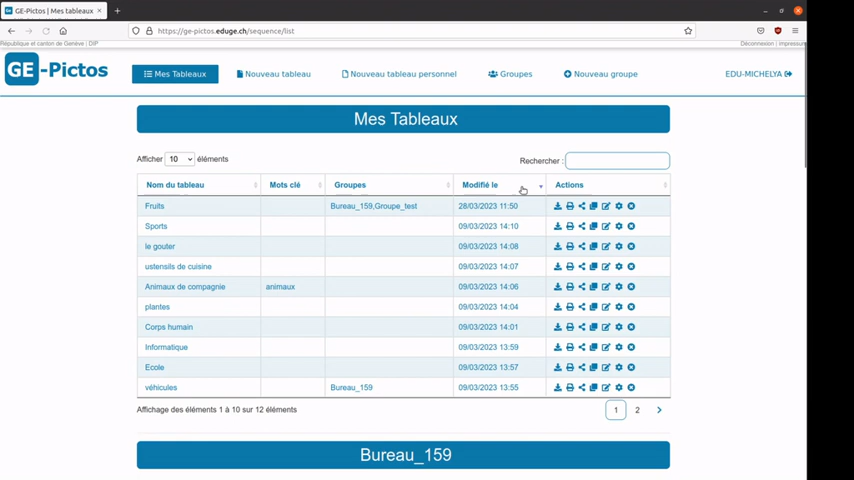 GE-Pictos | Mes tableaux
https://ge-pictos.eduge.ch/sequence/list
République et canton de Genève | DIP
Déconnexion | impressum
GE-Pictos
Mes Tableaux
Nouveau tableau
Nouveau tableau personnel
Groupes
Nouveau groupe
EDU-MICHELYA
Mes Tableaux
Afficher 10 éléments
Rechercher :
Nom du tableau Mots clé Groupes Modifié le Actions
Fruits Bureau_159,Groupe_test 28/03/2023 11:50
Sports 09/03/2023 14:10
le gouter 09/03/2023 14:08
ustensils de cuisine 09/03/2023 14:07
Animaux de compagnie animaux 09/03/2023 14:06
plantes 09/03/2023 14:04
Corps humain 09/03/2023 14:01
Informatique 09/03/2023 13:59
Ecole 09/03/2023 13:57
véhicules Bureau_159 09/03/2023 13:55
Affichage des éléments 1 à 10 sur 12 éléments
1 2
Bureau_159